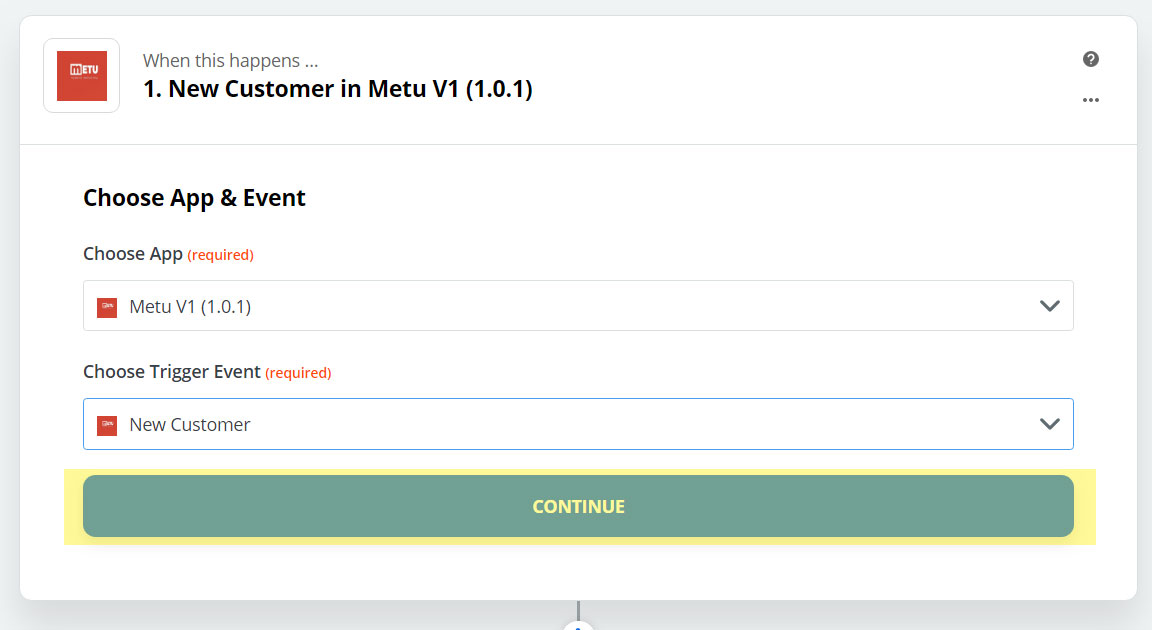 METU
When this happens ...
1. New Customer in Metu V1 (1.0.1)
Choose App & Event
Choose App (required)
Metu V1 (1.0.1)
Choose Trigger Event (required)
New Customer
CONTINUE